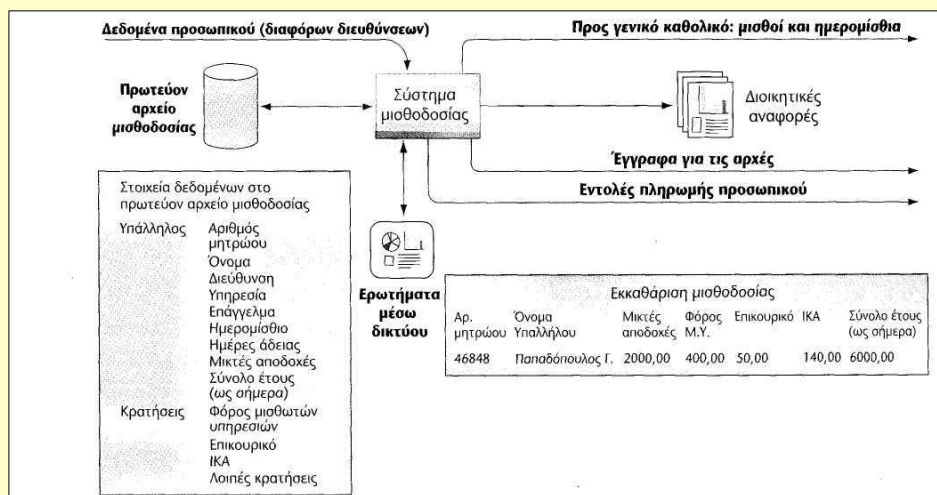 Δεδομένα προσωπικού (διαφόρων διευθύνσεων)
Προς γενικό καθολικό: μισθοί και ημερομίσθια
Πρωτεύον
αρχείο
μισθοδοσίας
Σύστημα
μισθοδοσίας
Διοικητικές
αναφορές
Έγγραφα για τις αρχές
Εντολές πληρωμής προσωπικού
Στοιχεία δεδομένων στο
πρωτεύον αρχείο μισθοδοσίας
Υπάλληλος Αριθμός
μητρώου
Όνομα
Διεύθυνση
Υπηρεσία
Επάγγελμα
Ημερομίσθιο
Ημέρες άδειας
Μικτές αποδοχές
Σύνολο έτους
(ως σήμερα)
Κρατήσεις Φόρος μισθωτών
υπηρεσιών
Επικουρικό
ΙΚΑ
Λοιπές κρατήσεις
Ερωτήματα
μέσω
δικτύου
Εκκαθάριση μισθοδοσίας
Αρ. Όνομα Μικτές Φόρος Επικουρικό ΙΚΑ Σύνολο έτους
μητρώου Υπαλλήλου αποδοχές Μ.Υ. (ως σήμερα)
46848 Παπαδόπουλος Γ. 2000,00 400,00 50,00 140,00 6000,00